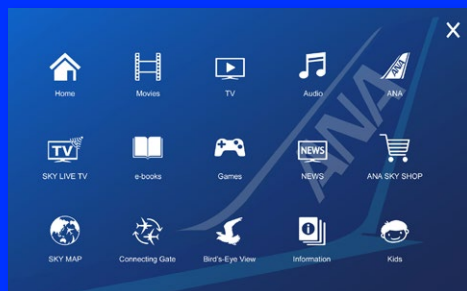 Home
Movies
TV
Audio
ANA
TV
SKY LIVE TV
e-books
Games
NEWS
NEWS
ANA SKY SHOP
SKY MAP
Connecting Gate
Bird's-Eye View
Information
Kids
ANA